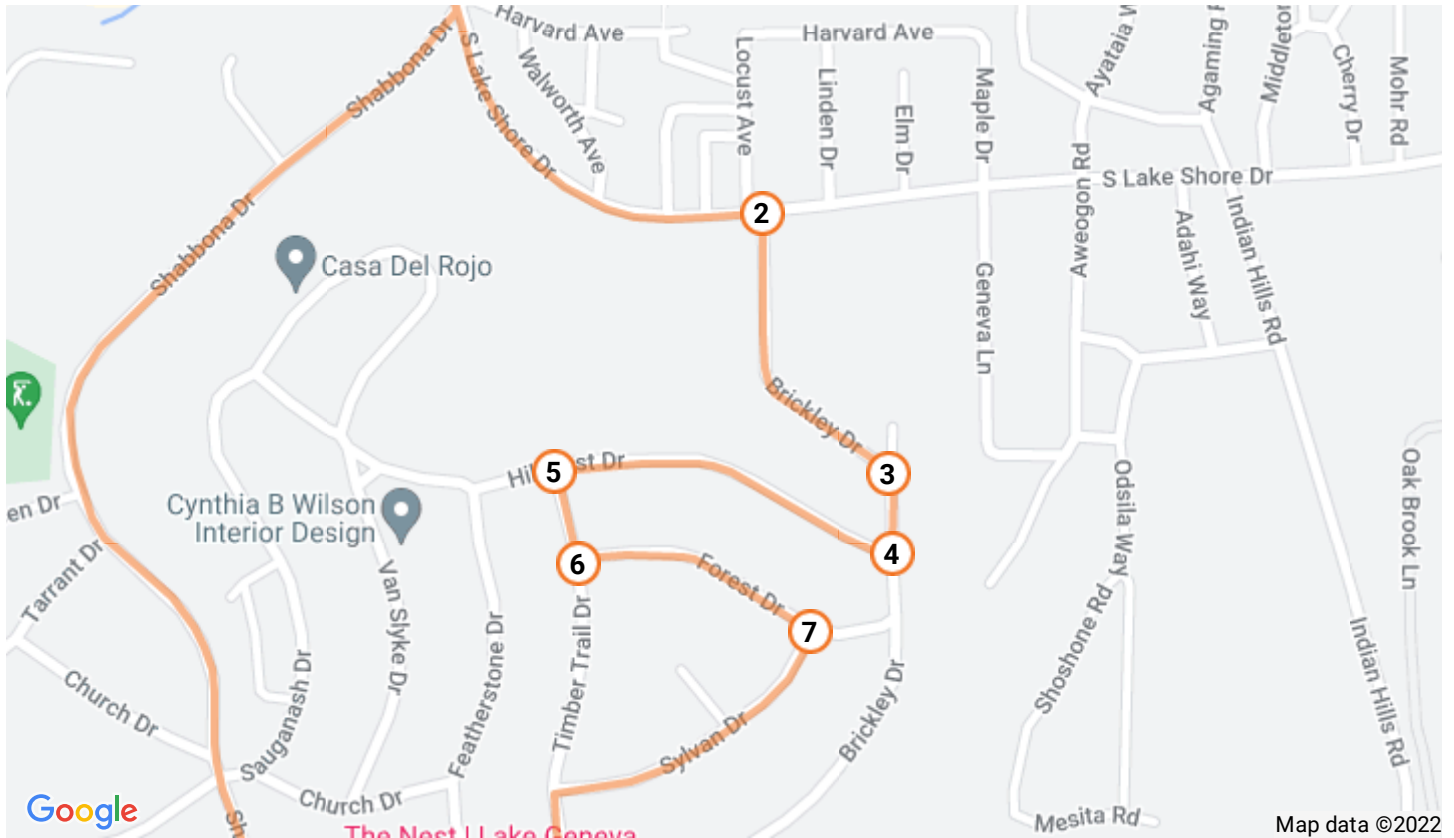 Harvard Ave
Harvard Ave
Walworth Ave
S Lake Shore Dr
Shabbona Dr
Locust Ave
Linden Dr
Elm Dr
Maple Dr
Cherry Dr
Mohr Rd
S Lake Shore Dr
2
Shabbona Dr
Casa Del Rojo
Awegon Rd
Adahi Way
Indian Hills Rd
Geneva Ln
Brickley Dr
5
Dr
3
Cynthia B Wilson
Interior Design
4
6
Odsila Way
Oak Brook Ln
en Dr
Tarrant Dr
Van Slyke Dr
Featherstone Dr
Timber Trail Dr
Forest Dr
7
Shoshone Rd
Church Dr
Sauganash Dr
Sylvan Dr
Brickley Dr
Indian Hills Rd
Church Dr
Mesita Rd
Google
The Nest | Lake Geneva
Map data ©2022